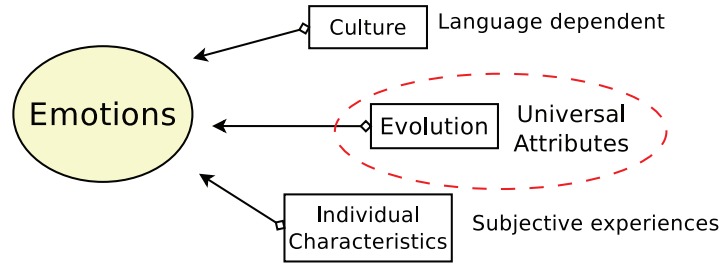 Culture
Language dependent
Emotions
Evolution
Universal
Attributes
Individual
Characteristics
Subjective experiences